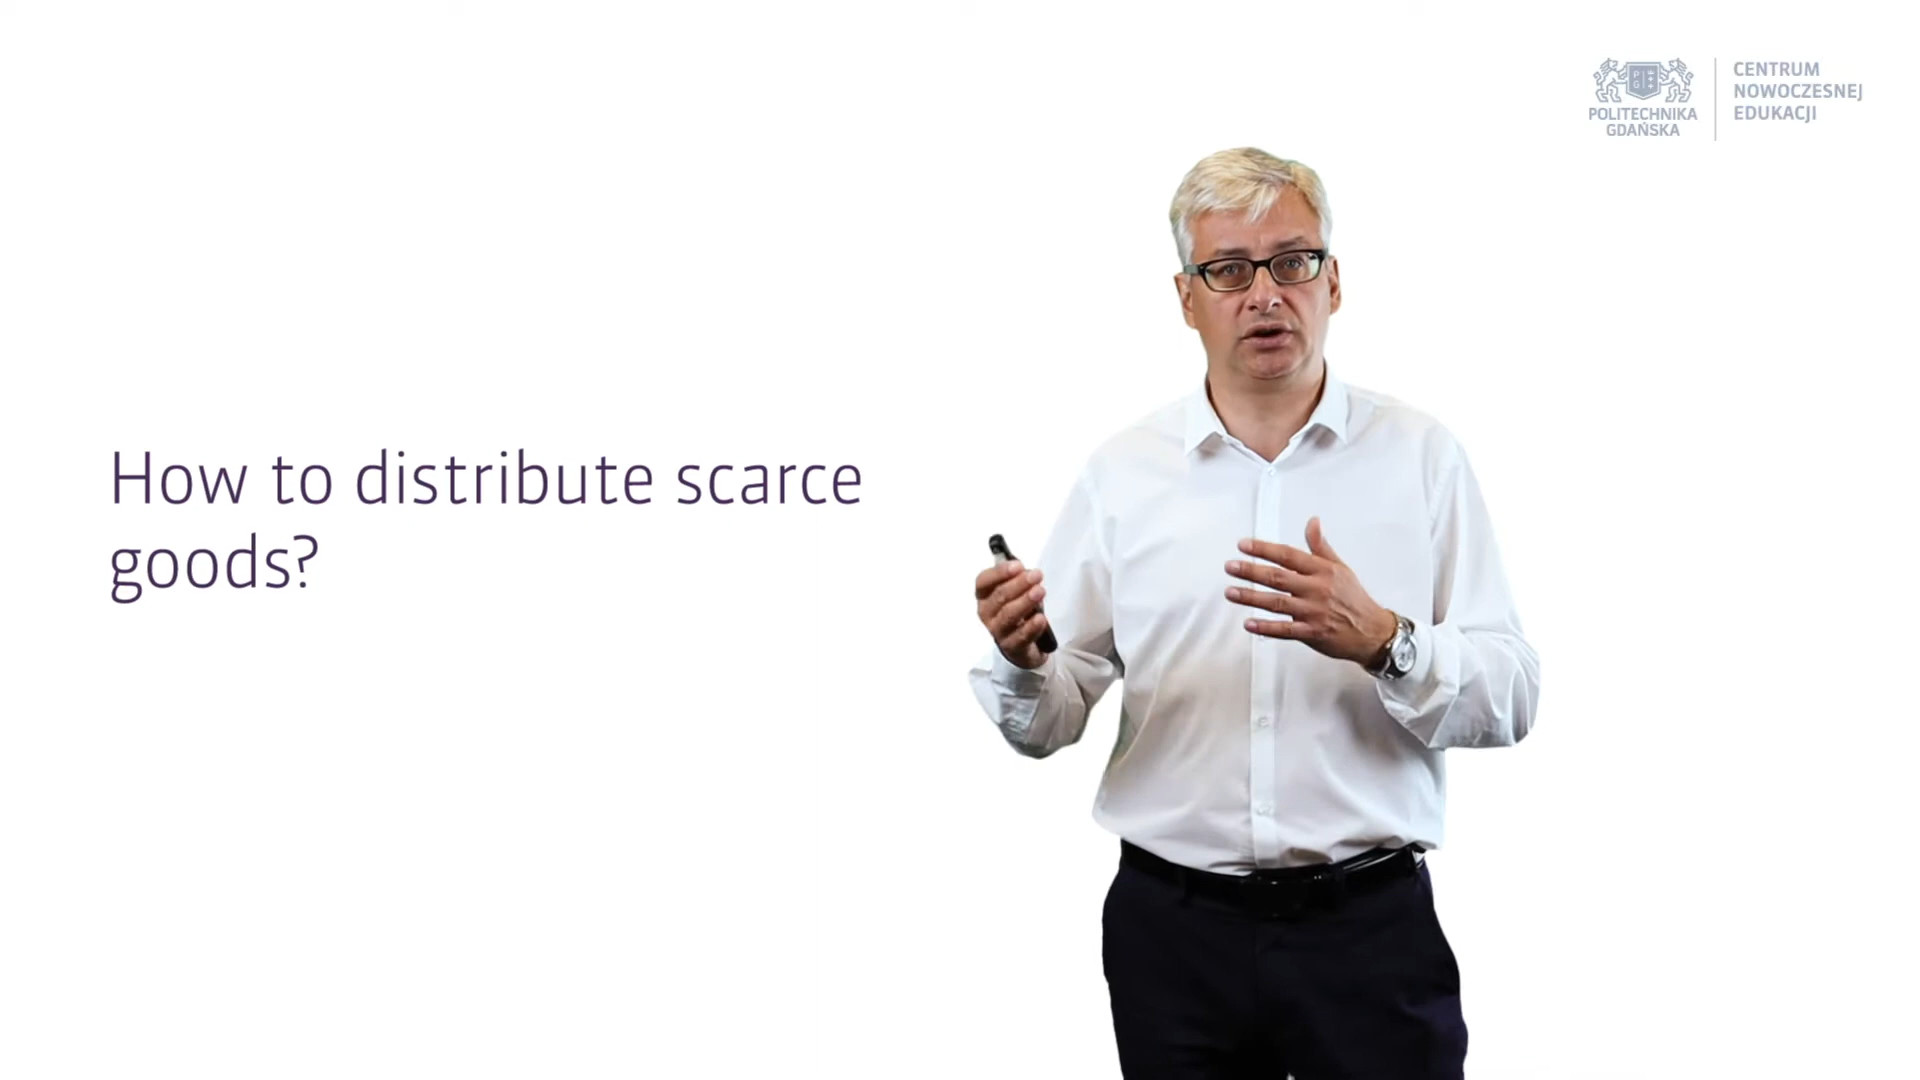 CENTRUM
NOWOCZESNEJ
EDUKACJI
POLITECHNIKA
GDAŃSKA
How to distribute scarce
goods?